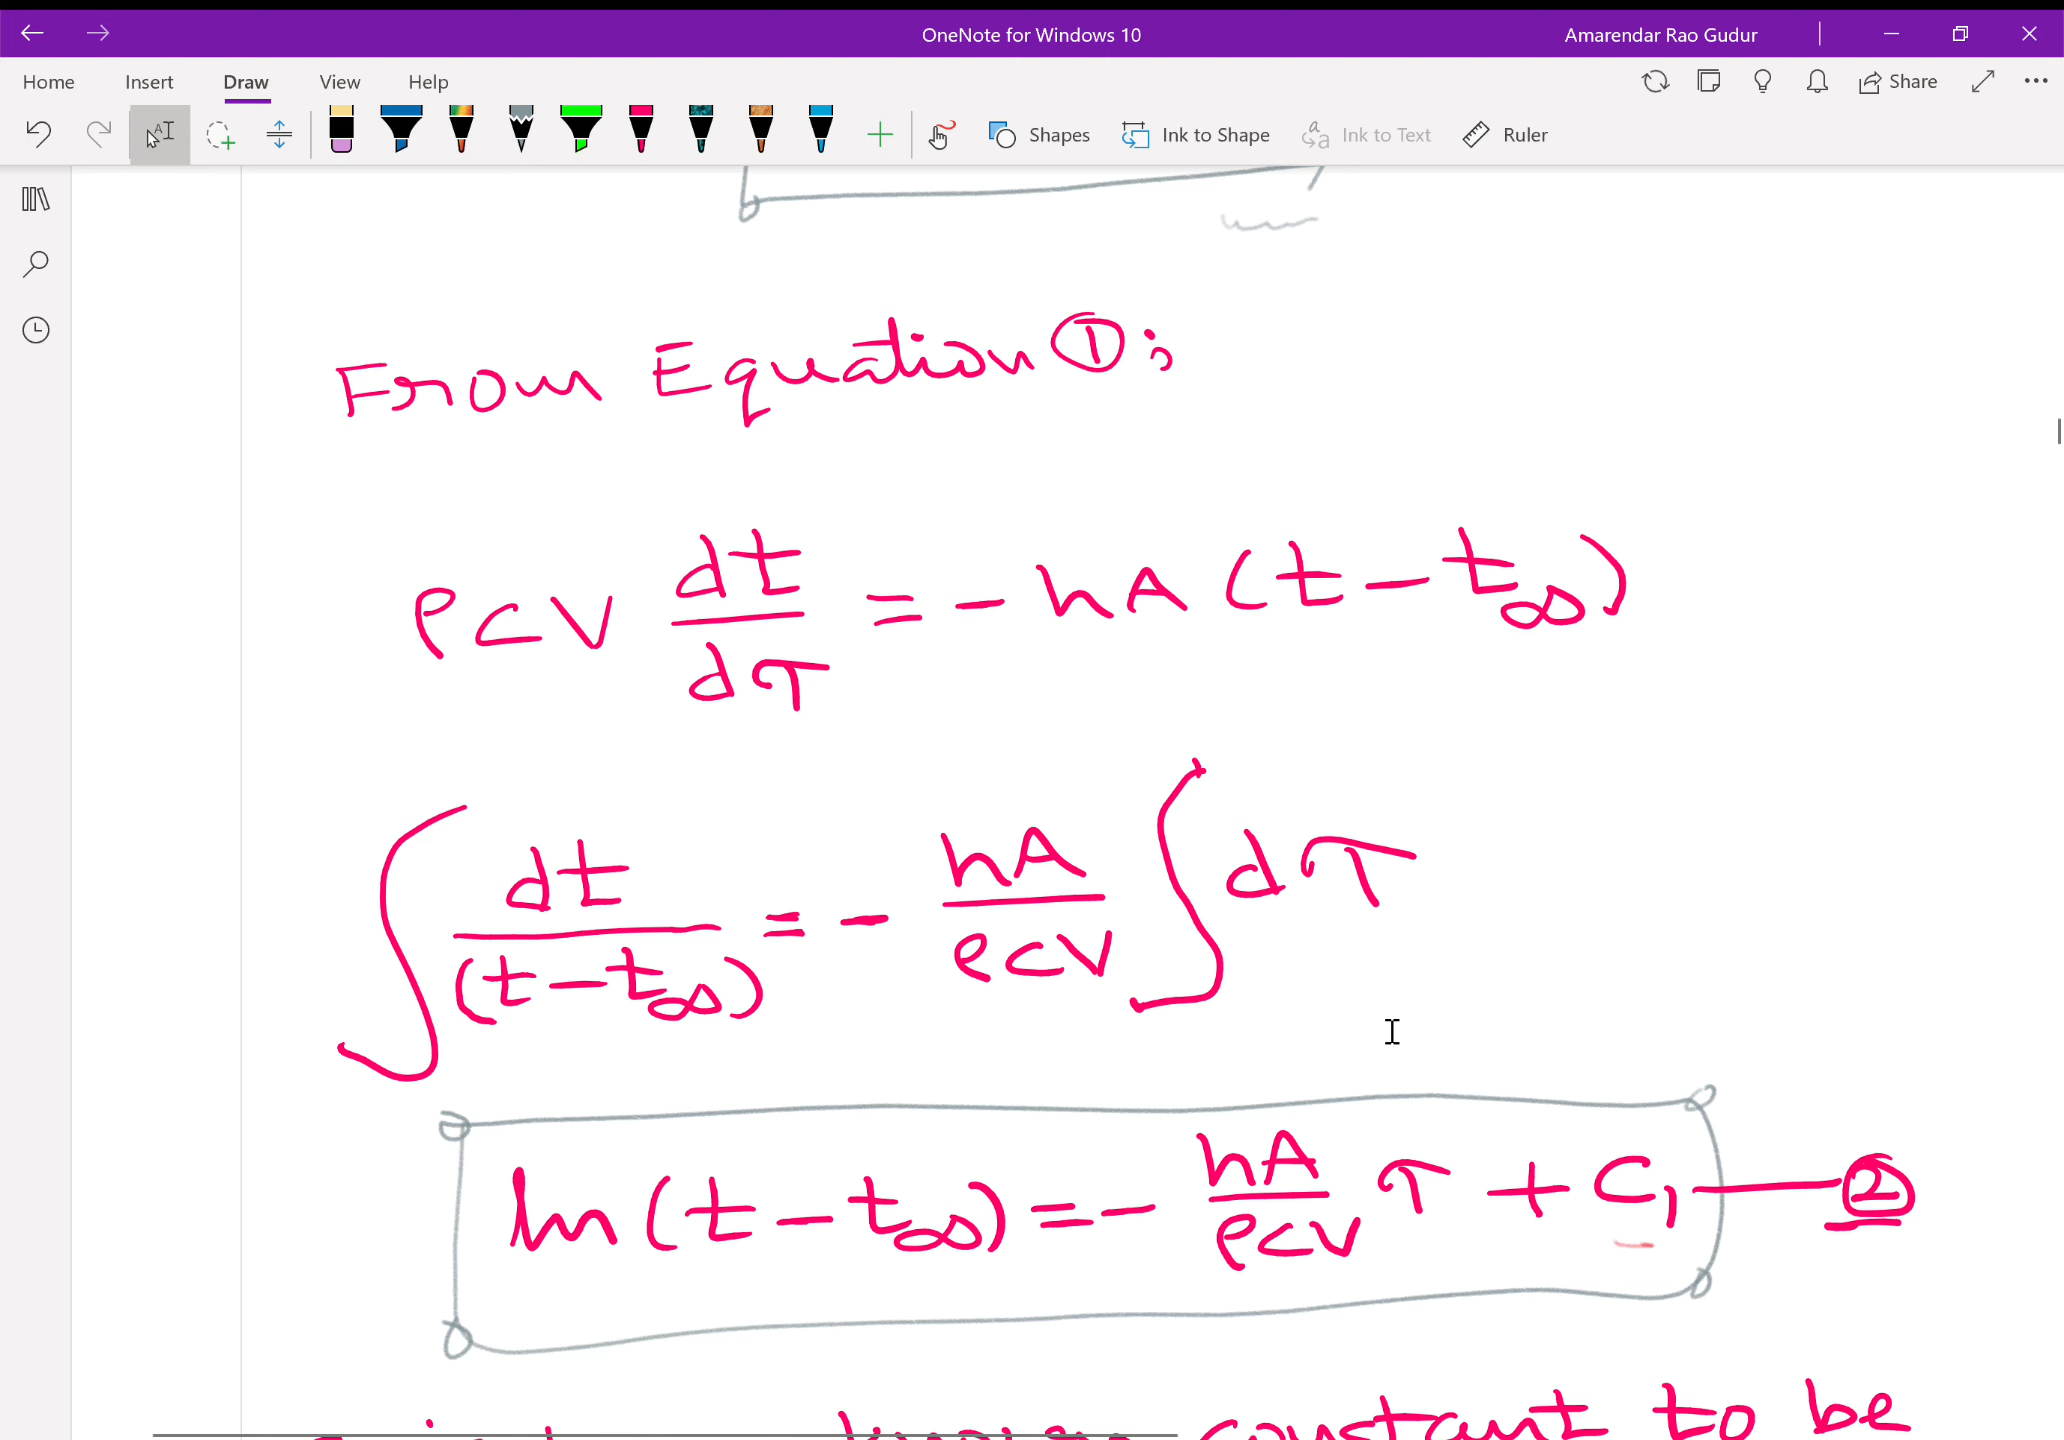 OneNote for Windows 10 Amarendar Rao Gudur
Home Insert Draw View Help Share
Shapes Ink to Shape Ink to Text Ruler
From Equation ①:
ρcV dt/dτ = - hA (t - t∞)
∫ dt/(t - t∞) = - hA/ρcV ∫ dτ
ln (t - t∞) = - hA/ρcV τ + C₁ — ②
constant to be